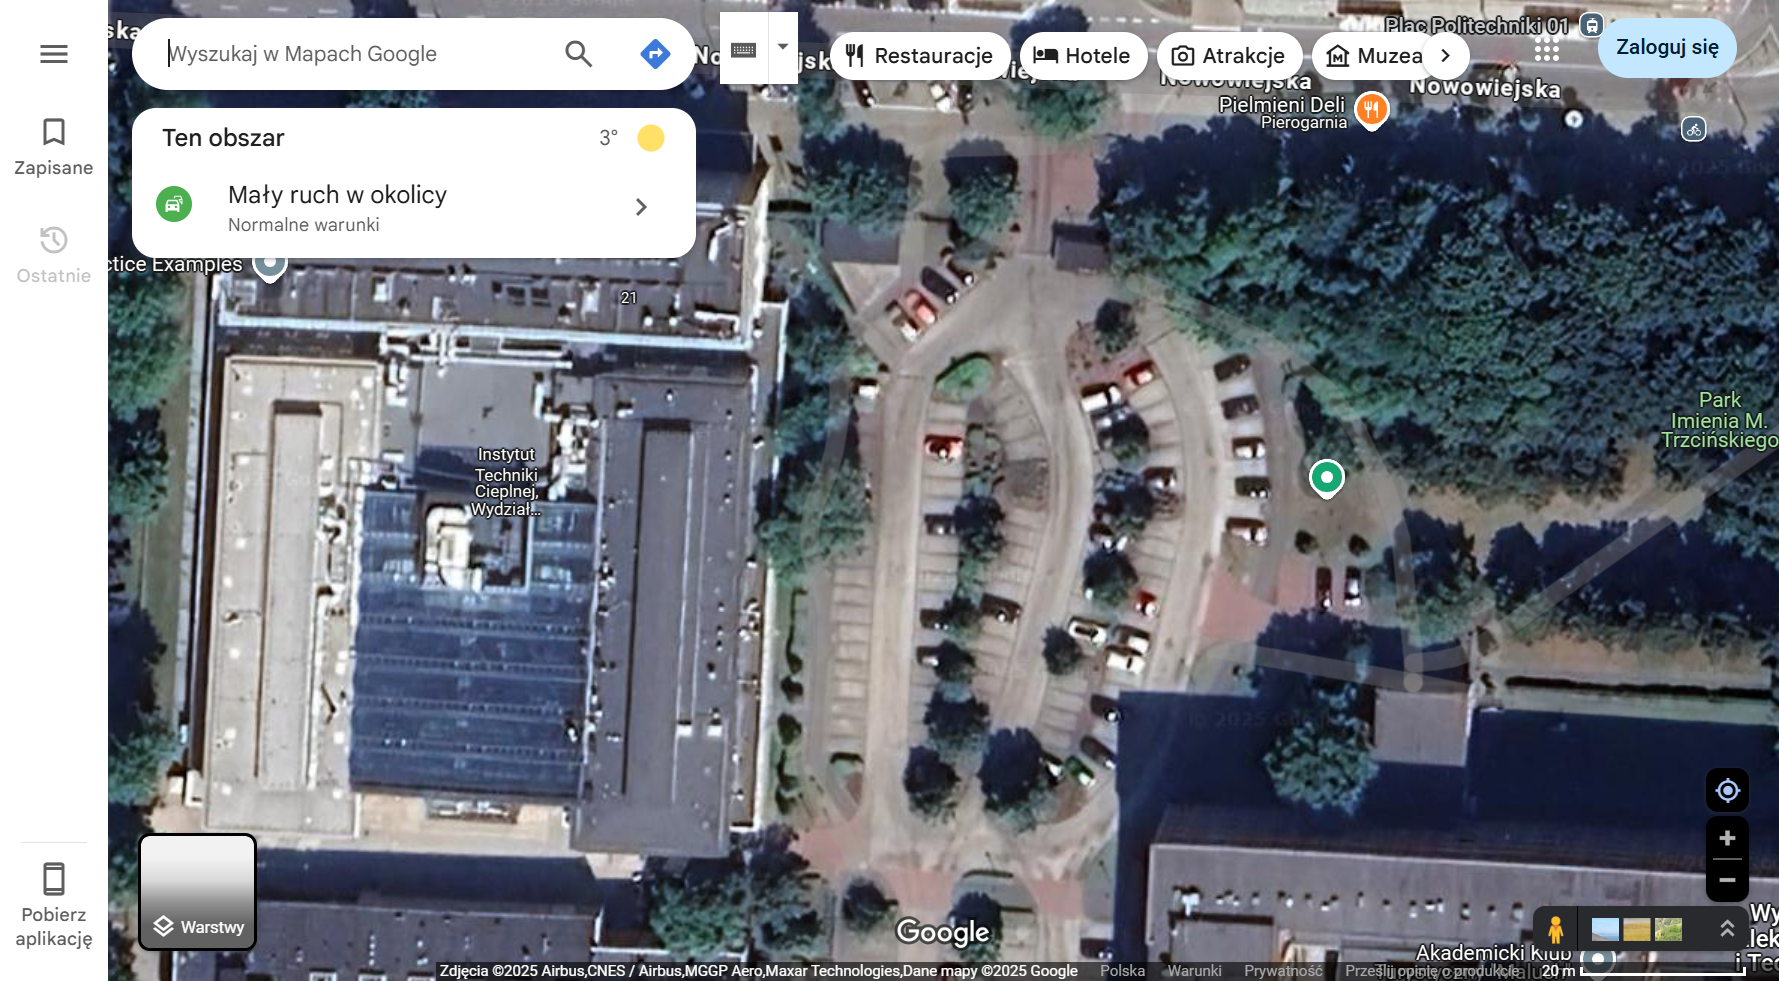 Wyszukaj w Mapach Google
Restauracje
Hotele
Atrakcje
Muzea
Plac Politechniki 01
Zaloguj się
Nowowiejska
Nowowiejska
Pielmieni Deli
Pierogarnia
Zapisane
Ostatnie
Ten obszar
3°
Mały ruch w okolicy
Normalne warunki
ctice Examples
21
Instytut
Techniki
Cieplnej,
Wydział...
Park
Imienia M.
Trzcińskiego
Pobierz
aplikację
Warstwy
Google
Akademicki Klub
Turystyczny "Maluch"
Zdjęcia ©2025 Airbus,CNES / Airbus,MGGP Aero,Maxar Technologies,Dane mapy ©2025 Google
Polska
Warunki
Prywatność
Prześlij opinię o produkcie
20 m